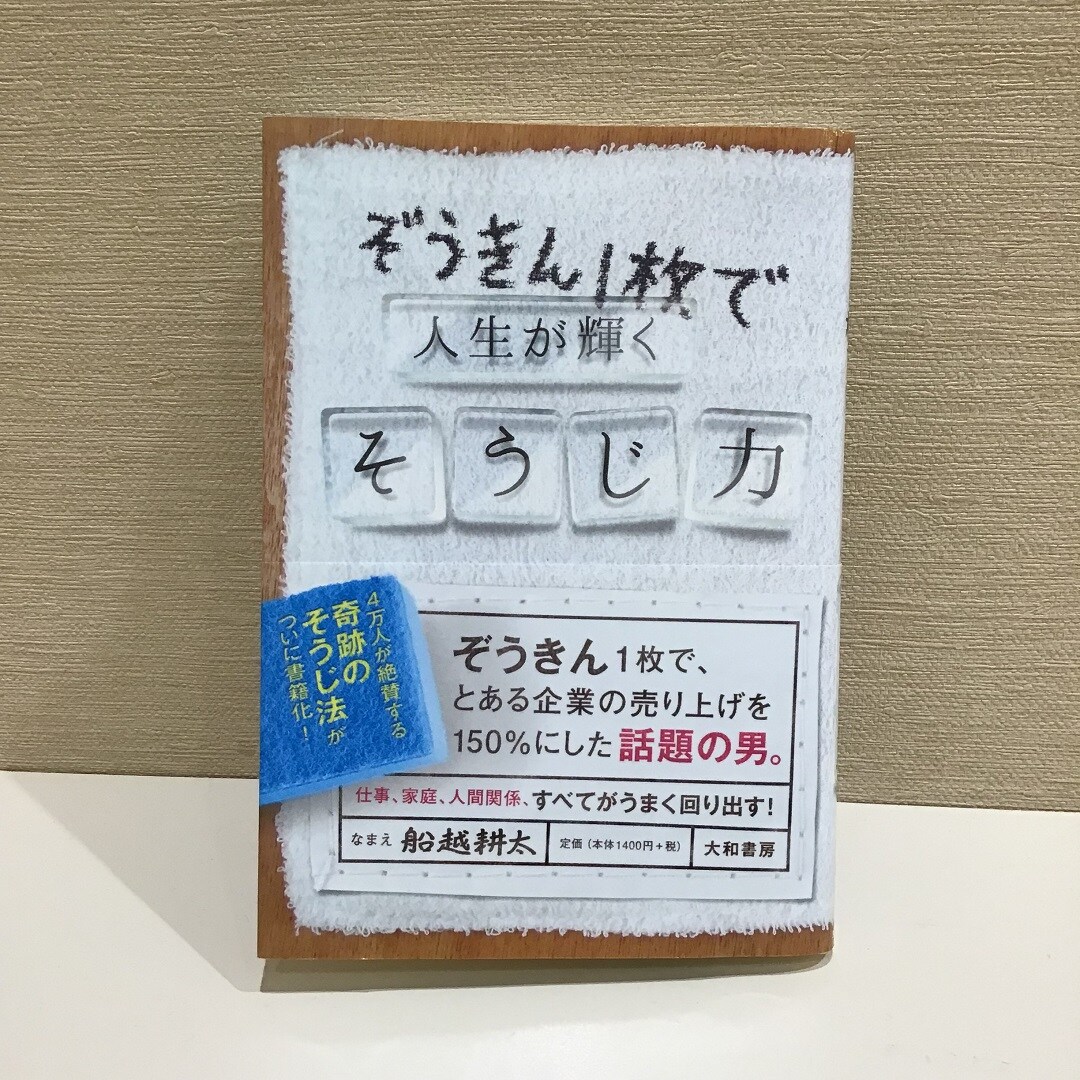 ぞうきん1枚で
人生が輝く
そうじ力
4万人が絶賛する
奇跡の
そうじ法が
ついに書籍化!
ぞうきん1枚で、
とある企業の売り上げを
150%にした話題の男。
仕事、家庭、人間関係、すべてがうまく回り出す!
なまえ 船越耕太
定価(本体1400円+税)
大和書房